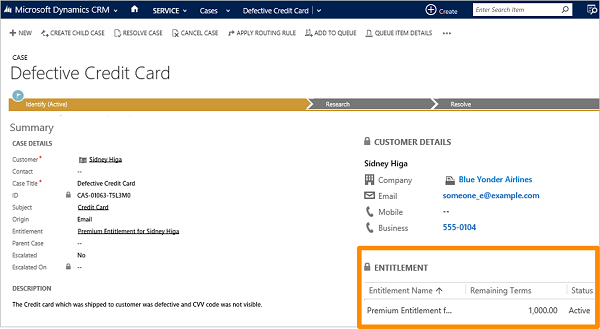 Microsoft Dynamics CRM SERVICE Cases Defective Credit Card Create Enter Search Item
+ NEW CREATE CHILD CASE RESOLVE CASE CANCEL CASE APPLY ROUTING RULE ADD TO QUEUE QUEUE ITEM DETAILS ...
CASE
Defective Credit Card
Identify (Active) Research Resolve
Summary
CASE DETAILS
Customer* Sidney Higa
Contact --
Case Title* Defective Credit Card
ID CAS-01063-T5L3M0
Subject Credit Card
Origin Email
Entitlement Premium Entitlement for Sidney Higa
Parent Case --
Escalated No
Escalated On --
DESCRIPTION
The Credit card which was shipped to customer was defective and CVV code was not visible.
CUSTOMER DETAILS
Sidney Higa
Company Blue Yonder Airlines
Email someone_e@example.com
Mobile --
Business 555-0104
ENTITLEMENT
Entitlement Name ↑ Remaining Terms Status
Premium Entitlement f... 1,000.00 Active